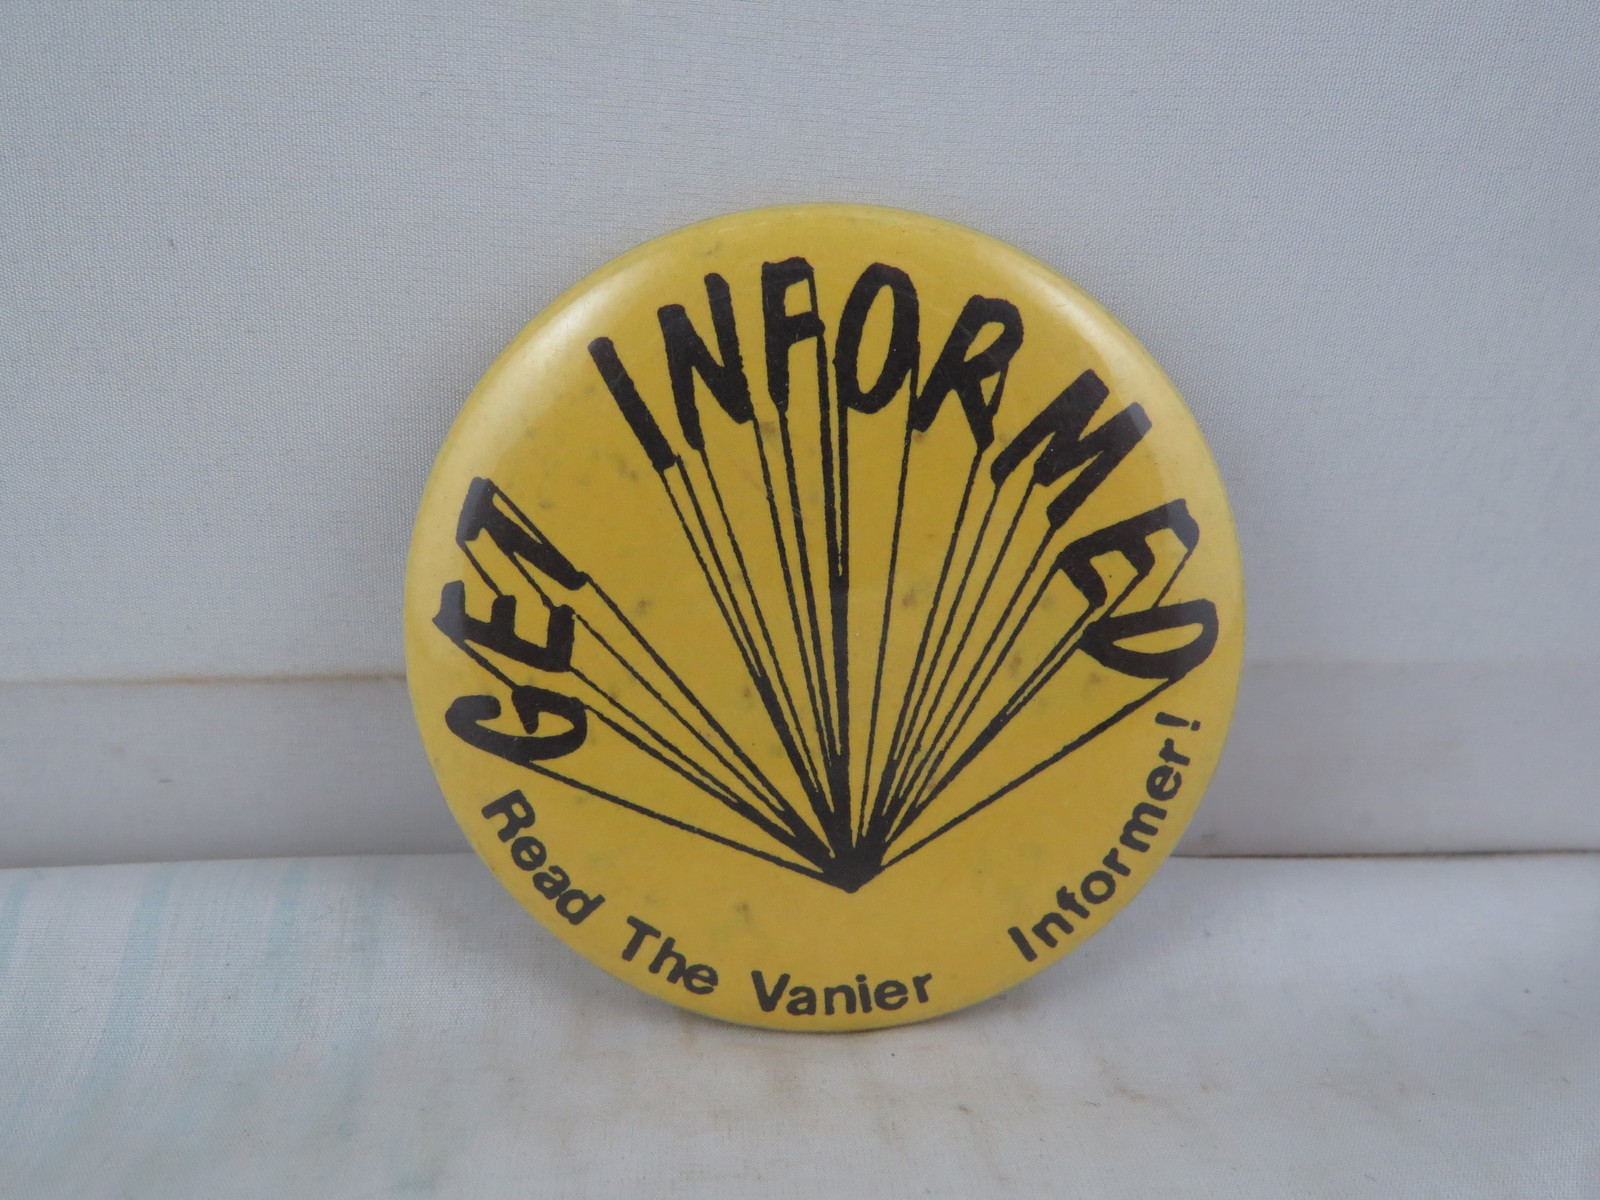 GET INFORMED
Read The Vanier Informer!